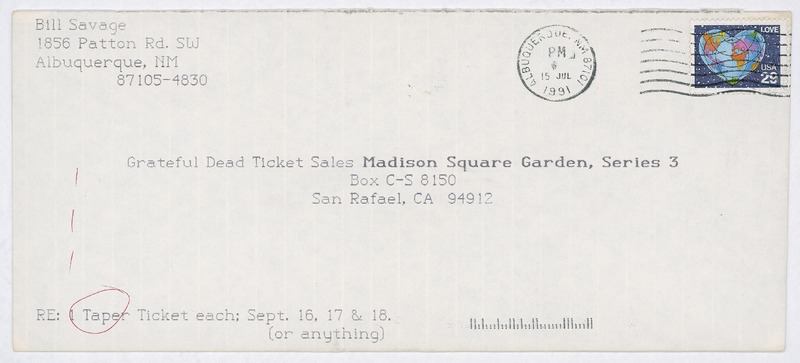 Bill Savage
1856 Patton Rd. SW
Albuquerque, NM
87105-4830
ALBUQUERQUE, NM 87101
PM
15 JUL
1991
LOVE
USA
29
Grateful Dead Ticket Sales Madison Square Garden, Series 3
Box C-S 8150
San Rafael, CA 94912
RE: 1 Taper Ticket each; Sept. 16, 17 & 18.
(or anything)